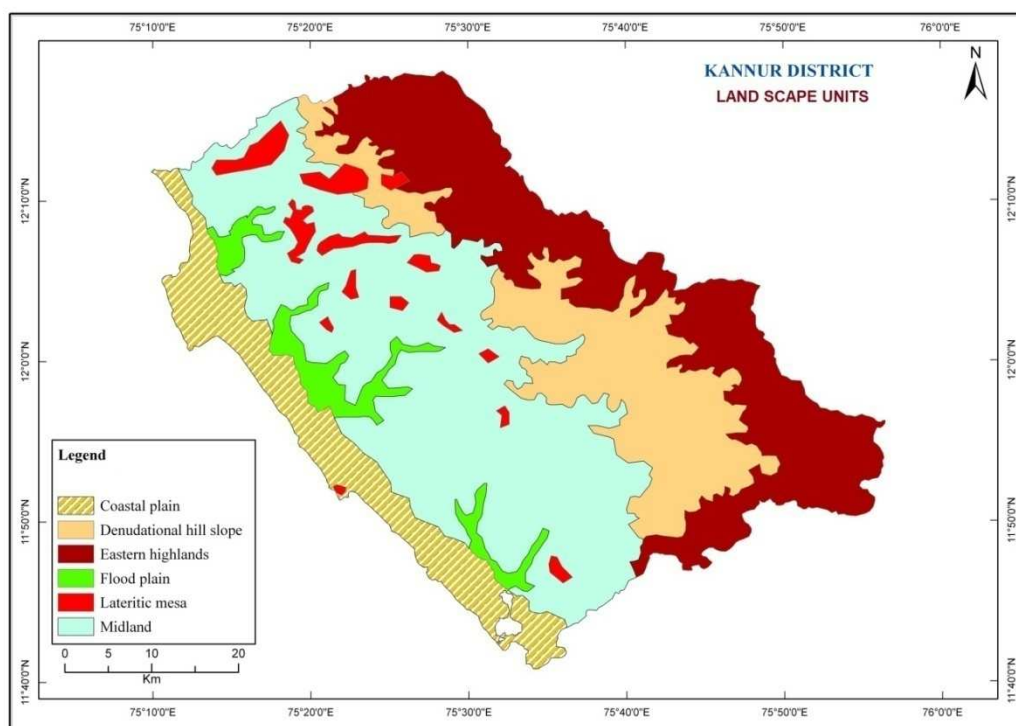 75°10'0"E 75°20'0"E 75°30'0"E 75°40'0"E 75°50'0"E 76°0'0"E
N
KANNUR DISTRICT
LAND SCAPE UNITS
12°10'0"N 12°10'0"N
12°0'0"N 12°0'0"N
11°50'0"N 11°50'0"N
11°40'0"N 11°40'0"N
Legend
Coastal plain
Denudational hill slope
Eastern highlands
Flood plain
Lateritic mesa
Midland
0 5 10 20
Km
75°10'0"E 75°20'0"E 75°30'0"E 75°40'0"E 75°50'0"E 76°0'0"E